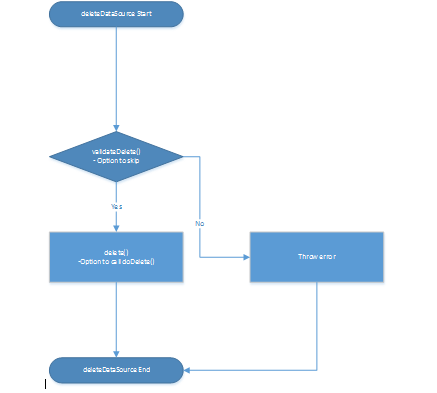 deleteDataSource Start
validateDelete()
- Option to skip
Yes
No
delete()
-Option to call doDelete()
Throw error
deleteDataSource End